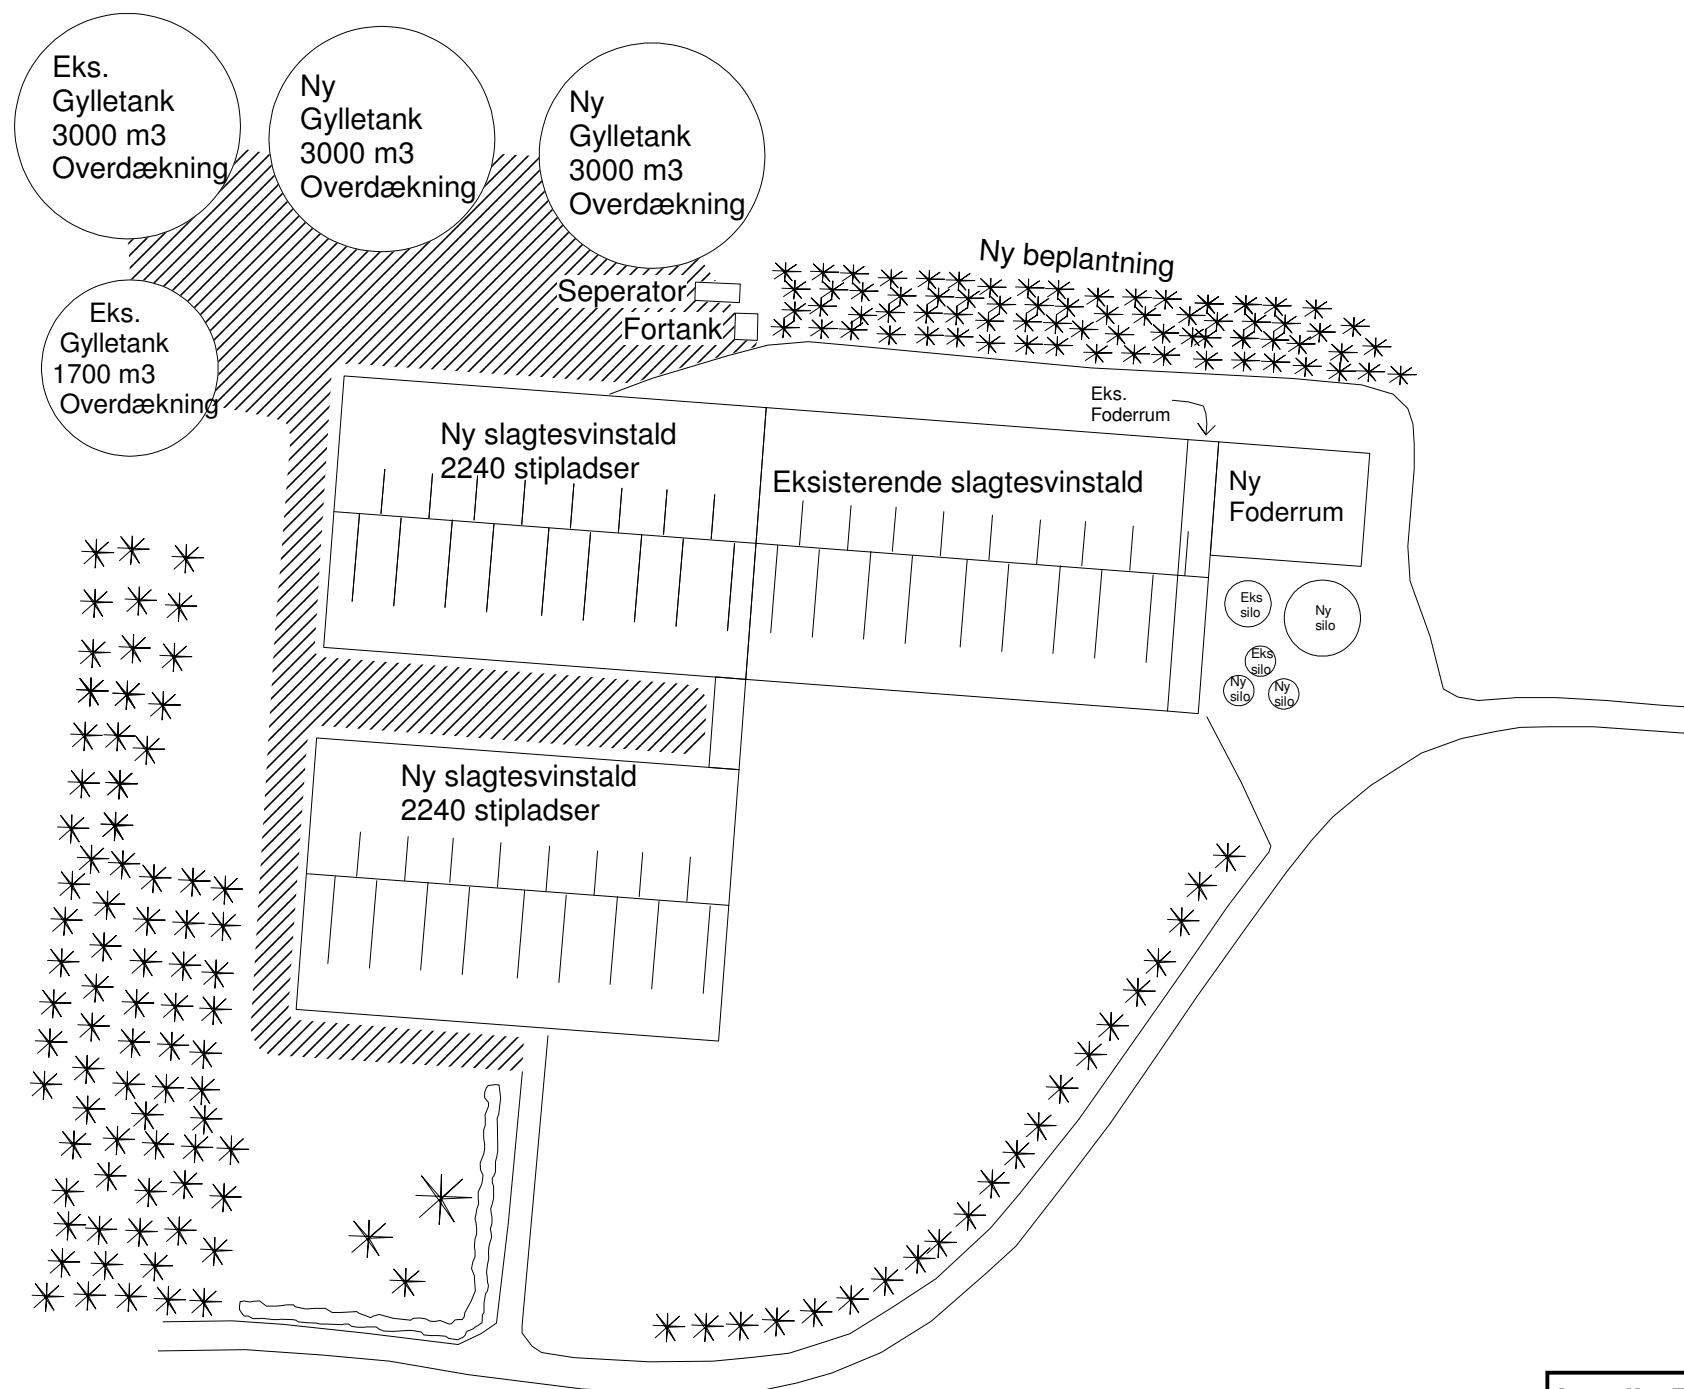 Eks.
Gylletank
3000 m3
Overdækning
Ny
Gylletank
3000 m3
Overdækning
Ny
Gylletank
3000 m3
Overdækning
Ny beplantning
Seperator
Fortank
Eks.
Gylletank
1700 m3
Overdækning
Eks.
Foderrum
Ny slagtesvinstald
2240 stipladser
Eksisterende slagtesvinstald
Ny
Foderrum
Eks
silo
Ny
silo
Eks
silo
Ny
silo
Ny
silo
Ny slagtesvinstald
2240 stipladser